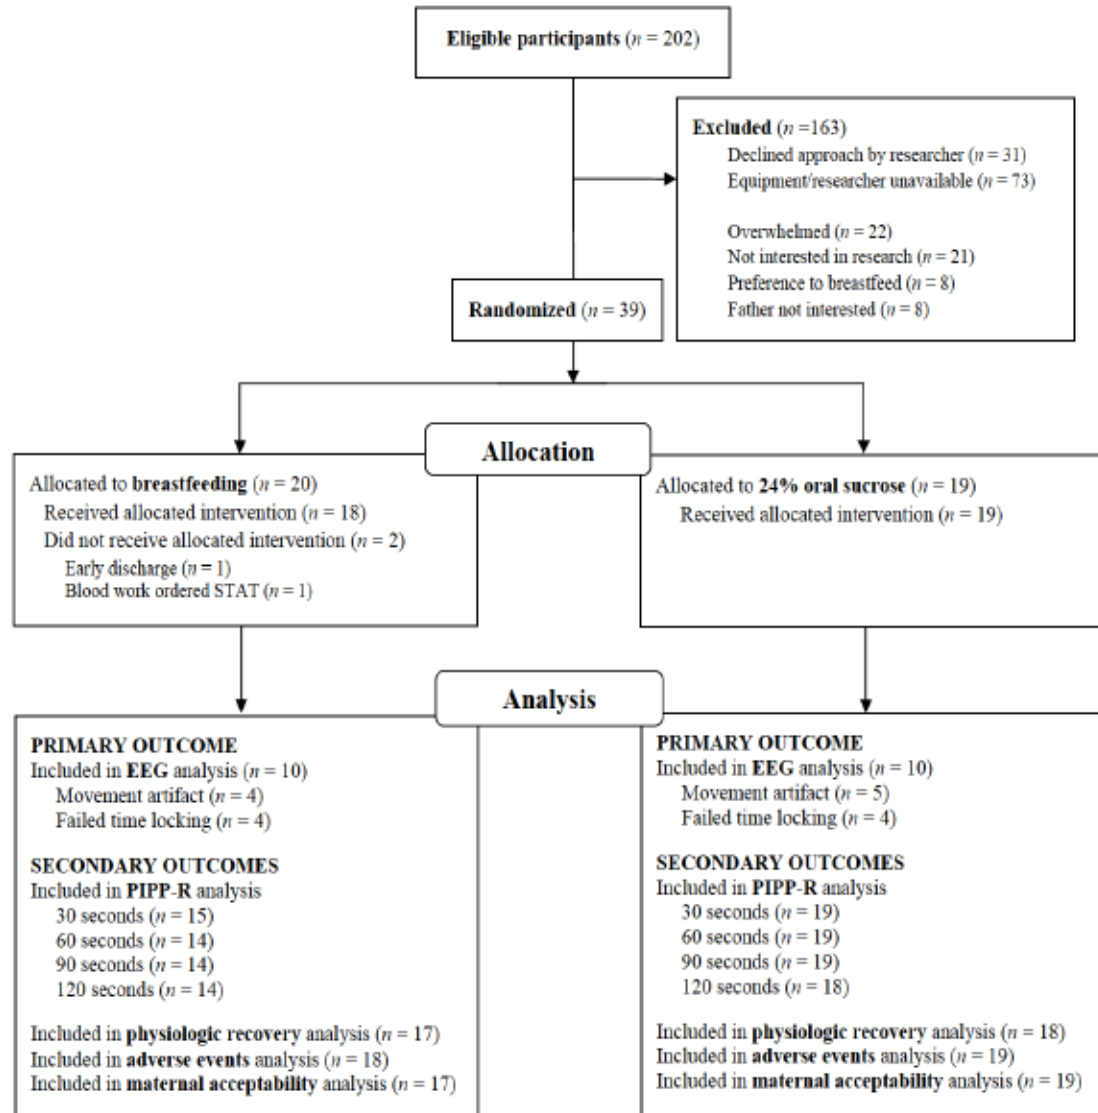 Eligible participants (n = 202)
Excluded (n =163)
Declined approach by researcher (n = 31)
Equipment/researcher unavailable (n = 73)
Overwhelmed (n = 22)
Not interested in research (n = 21)
Preference to breastfeed (n = 8)
Father not interested (n = 8)
Randomized (n = 39)
Allocation
Allocated to breastfeeding (n = 20)
Received allocated intervention (n = 18)
Did not receive allocated intervention (n = 2)
Early discharge (n = 1)
Blood work ordered STAT (n = 1)
Allocated to 24% oral sucrose (n = 19)
Received allocated intervention (n = 19)
Analysis
PRIMARY OUTCOME
Included in EEG analysis (n = 10)
Movement artifact (n = 4)
Failed time locking (n = 4)
SECONDARY OUTCOMES
Included in PIPP-R analysis
30 seconds (n = 15)
60 seconds (n = 14)
90 seconds (n = 14)
120 seconds (n = 14)
Included in physiologic recovery analysis (n = 17)
Included in adverse events analysis (n = 18)
Included in maternal acceptability analysis (n = 17)
PRIMARY OUTCOME
Included in EEG analysis (n = 10)
Movement artifact (n = 5)
Failed time locking (n = 4)
SECONDARY OUTCOMES
Included in PIPP-R analysis
30 seconds (n = 19)
60 seconds (n = 19)
90 seconds (n = 19)
120 seconds (n = 18)
Included in physiologic recovery analysis (n = 18)
Included in adverse events analysis (n = 19)
Included in maternal acceptability analysis (n = 19)